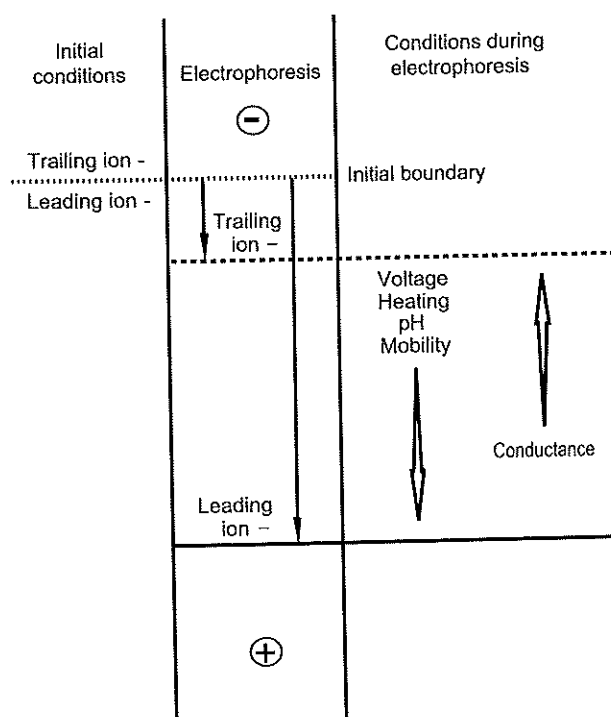 Initial
conditions
Electrophoresis
Conditions during
electrophoresis
−
Trailing ion -
Initial boundary
Leading ion -
Trailing
ion –
Voltage
Heating
pH
Mobility
Conductance
Leading
ion –
+